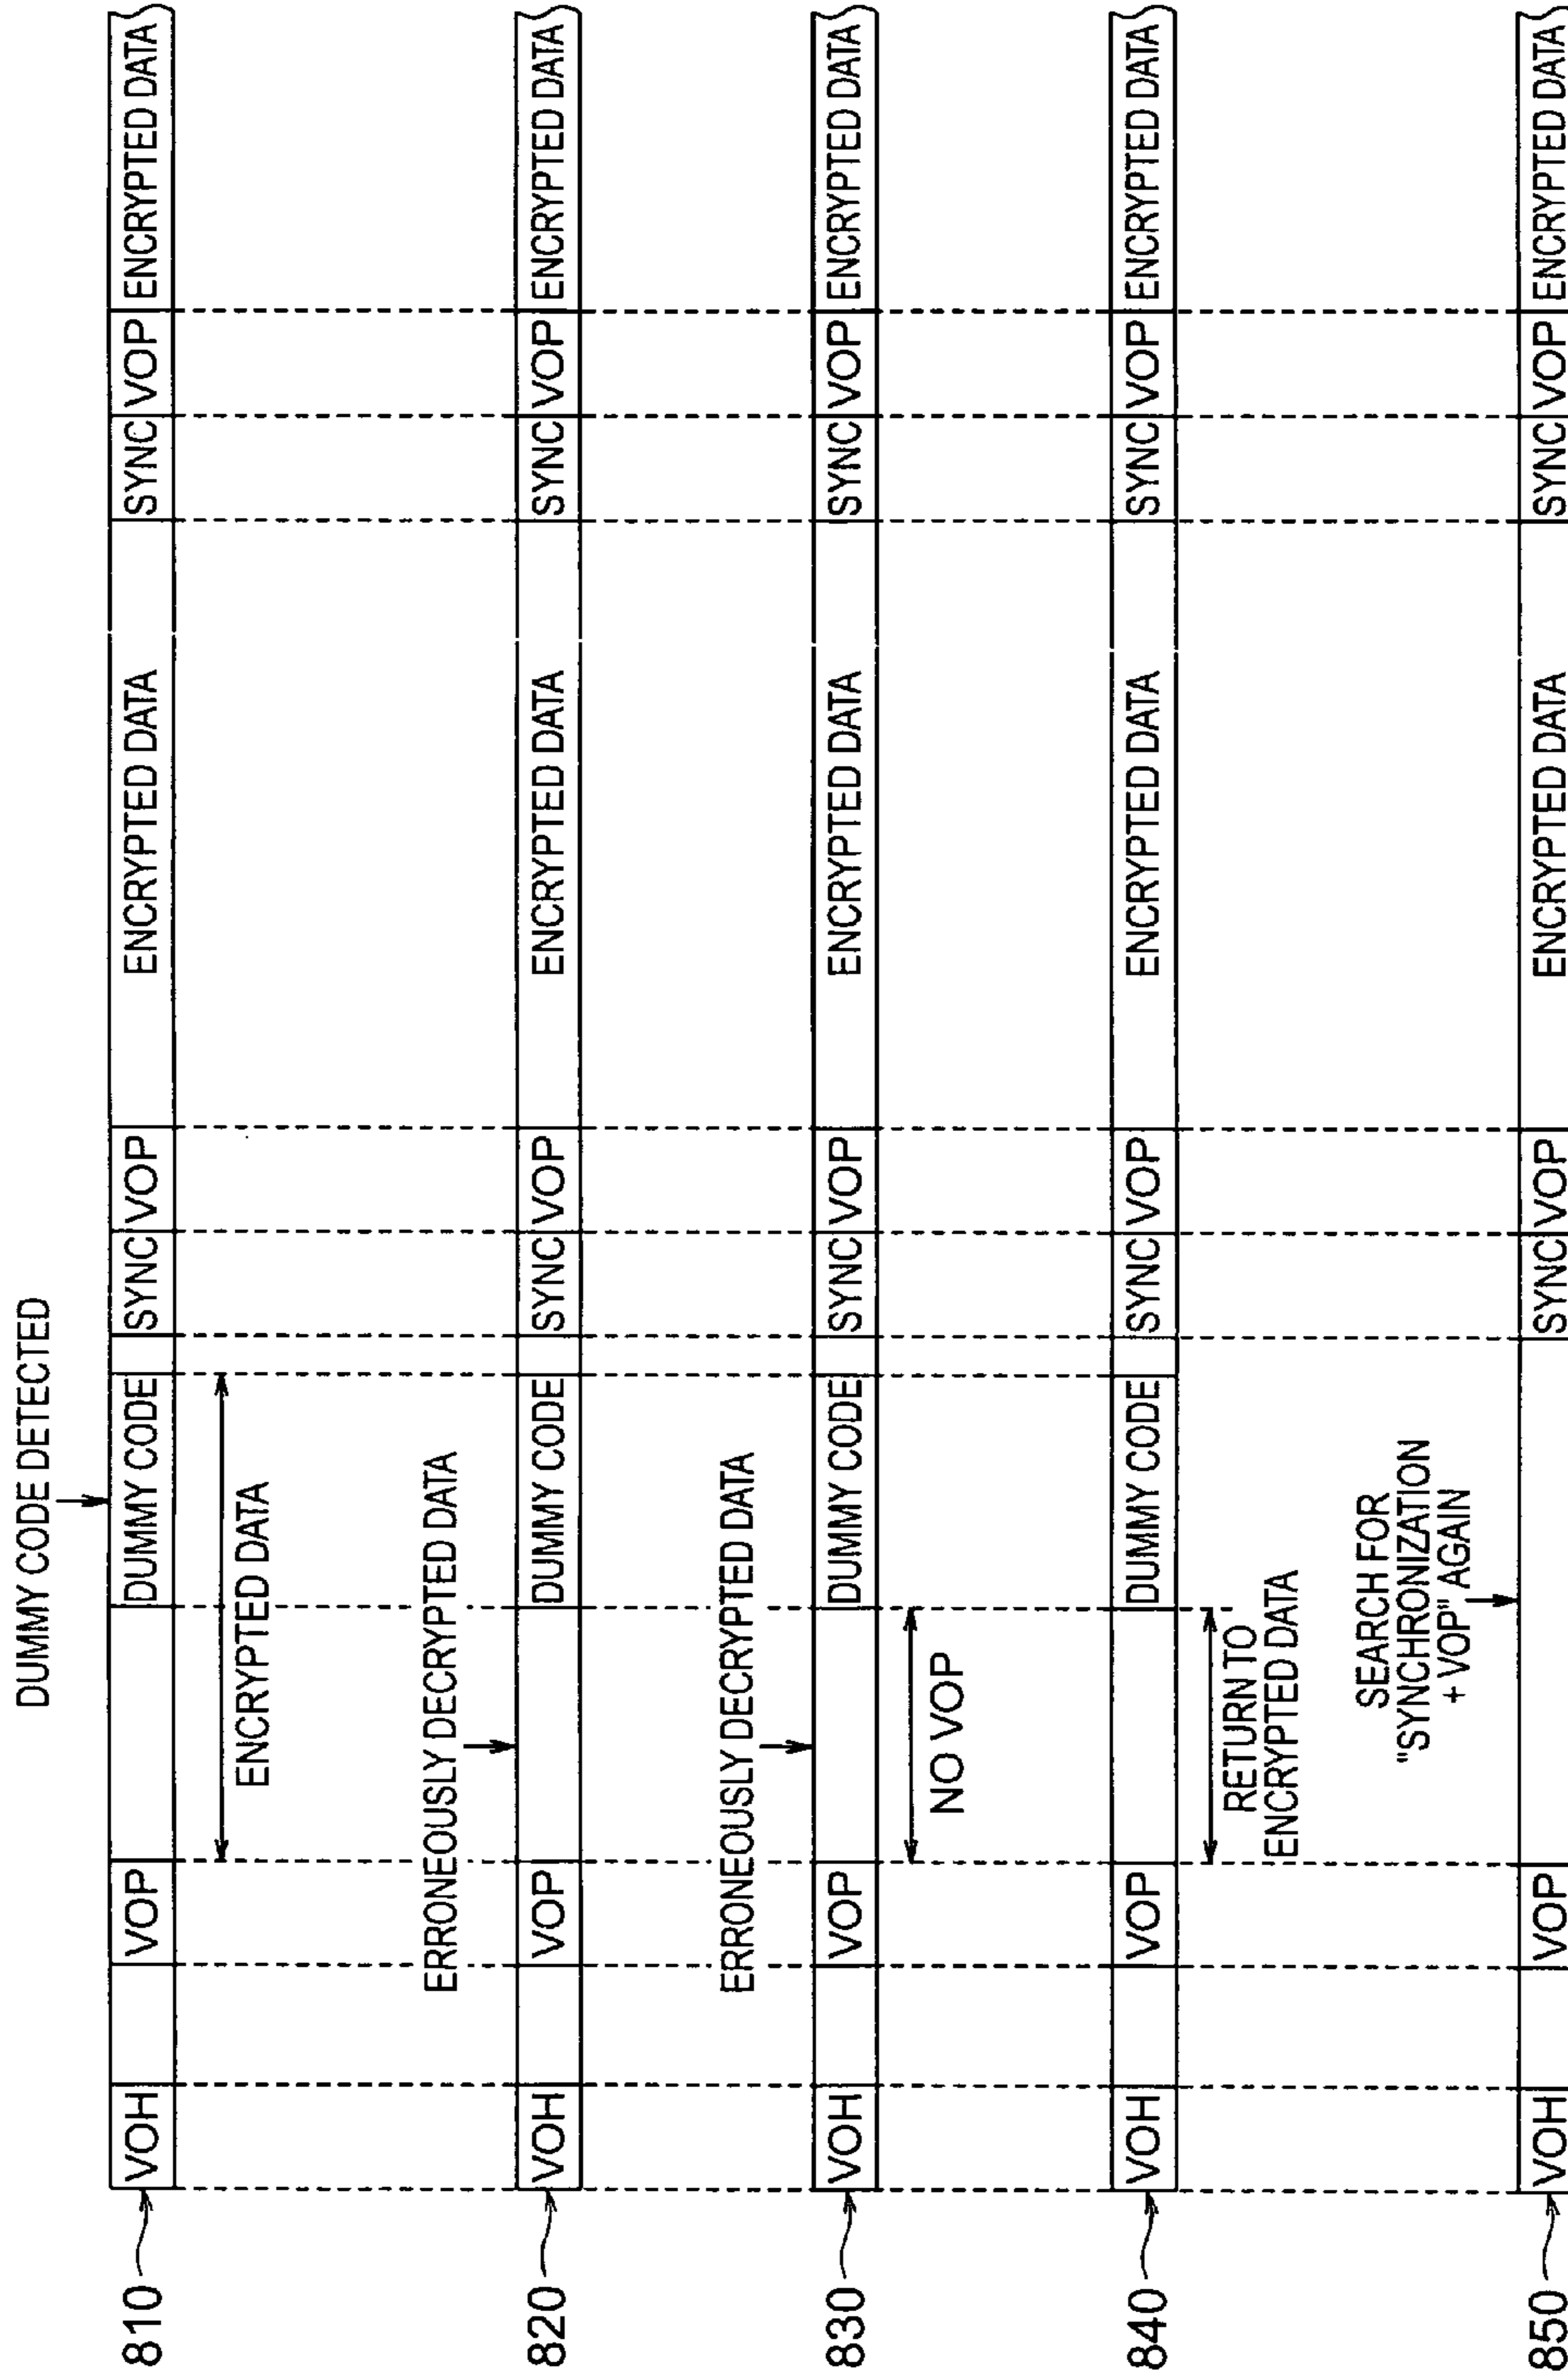 DUMMY CODE DETECTED
810
VOH
VOP
DUMMY CODE
SYNC
VOP
ENCRYPTED DATA
SYNC
VOP
ENCRYPTED DATA
ENCRYPTED DATA
ERRONEOUSLY DECRYPTED DATA
820
VOH
VOP
DUMMY CODE
SYNC
VOP
ENCRYPTED DATA
SYNC
VOP
ENCRYPTED DATA
ERRONEOUSLY DECRYPTED DATA
830
VOH
VOP
DUMMY CODE
SYNC
VOP
ENCRYPTED DATA
SYNC
VOP
ENCRYPTED DATA
NO VOP
840
VOH
VOP
DUMMY CODE
SYNC
VOP
ENCRYPTED DATA
SYNC
VOP
ENCRYPTED DATA
RETURN TO
ENCRYPTED DATA
SEARCH FOR
"SYNCHRONIZATION
+ VOP" AGAIN
850
VOH
VOP
SYNC
VOP
ENCRYPTED DATA
SYNC
VOP
ENCRYPTED DATA